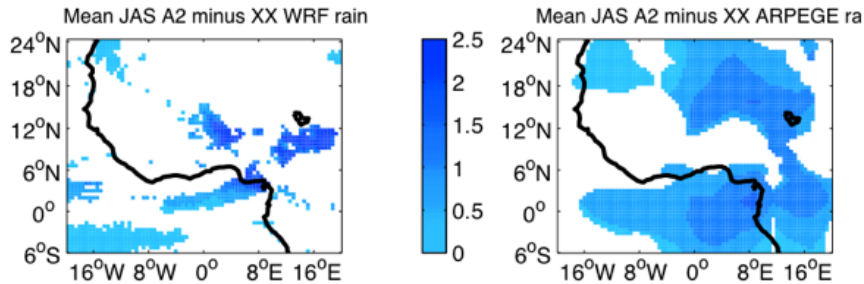 Mean JAS A2 minus XX WRF rain
Mean JAS A2 minus XX ARPEGE ra
24°N
18°N
12°N
6°N
0°
6°S
16°W 8°W 0° 8°E 16°E
2.5
2
1.5
1
0.5
0
24°N
18°N
12°N
6°N
0°
6°S
16°W 8°W 0° 8°E 16°E